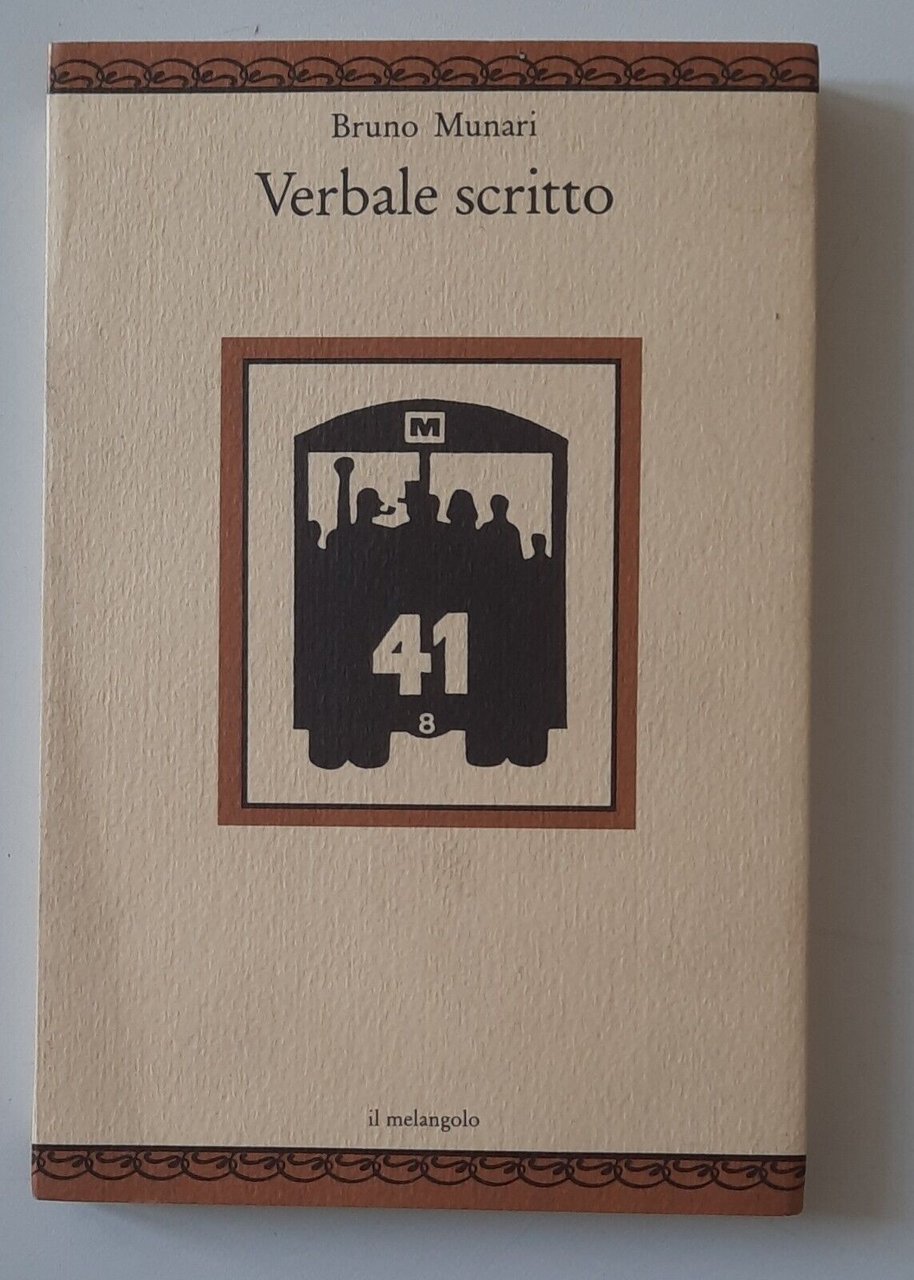 Bruno Munari
Verbale scritto
M
41
8
il melangolo